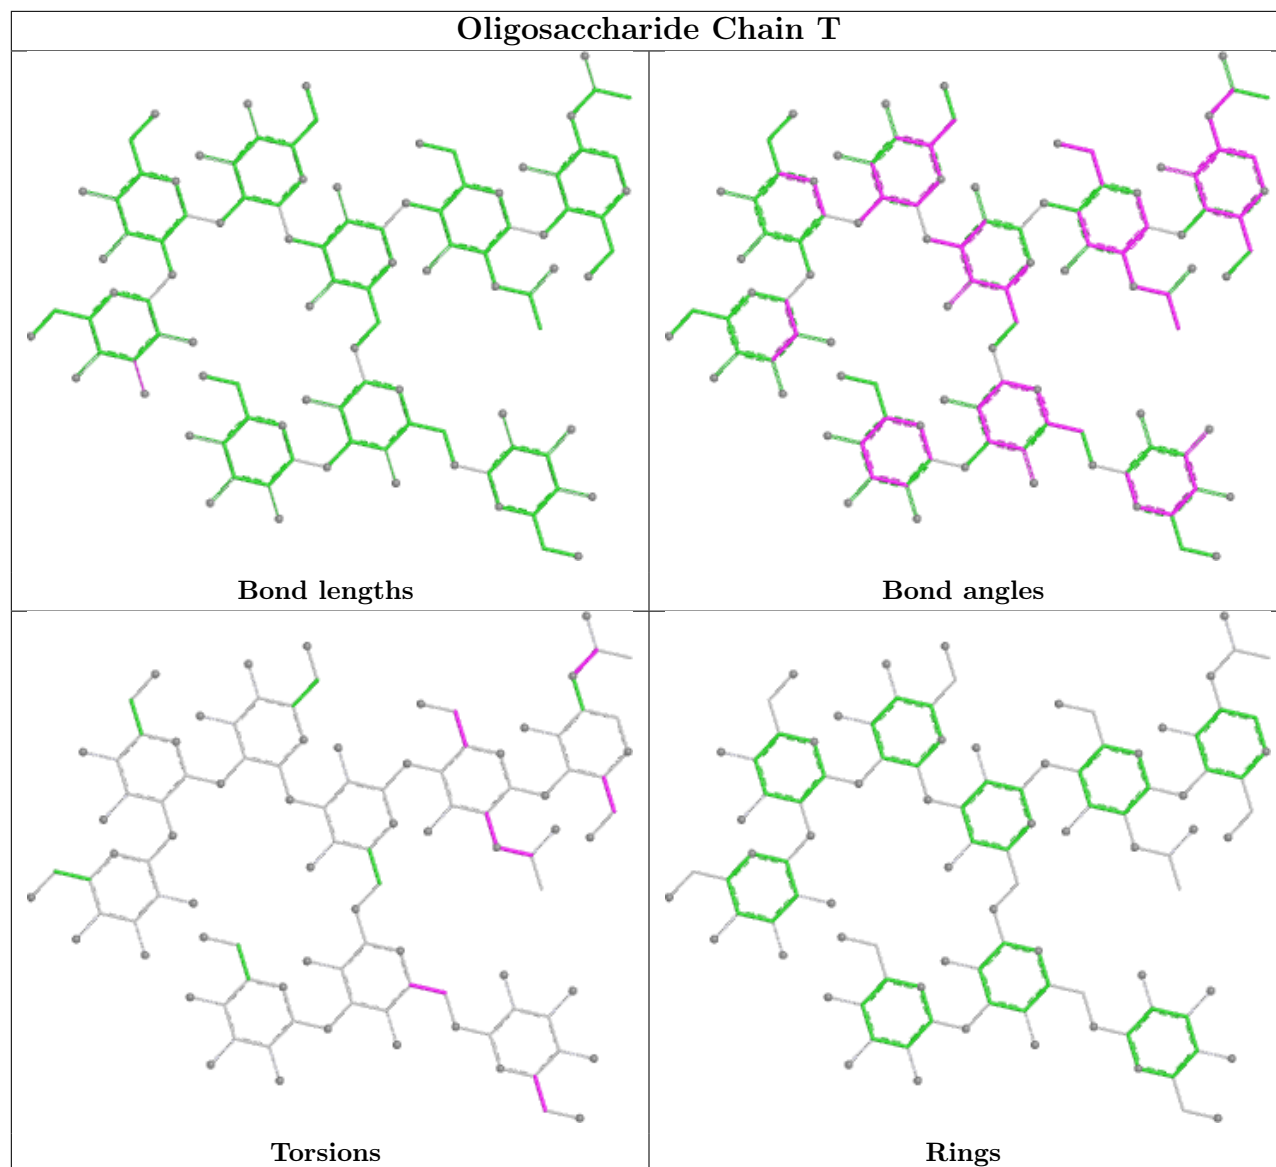 Oligosaccharide Chain T
Bond lengths
Bond angles
Torsions
Rings